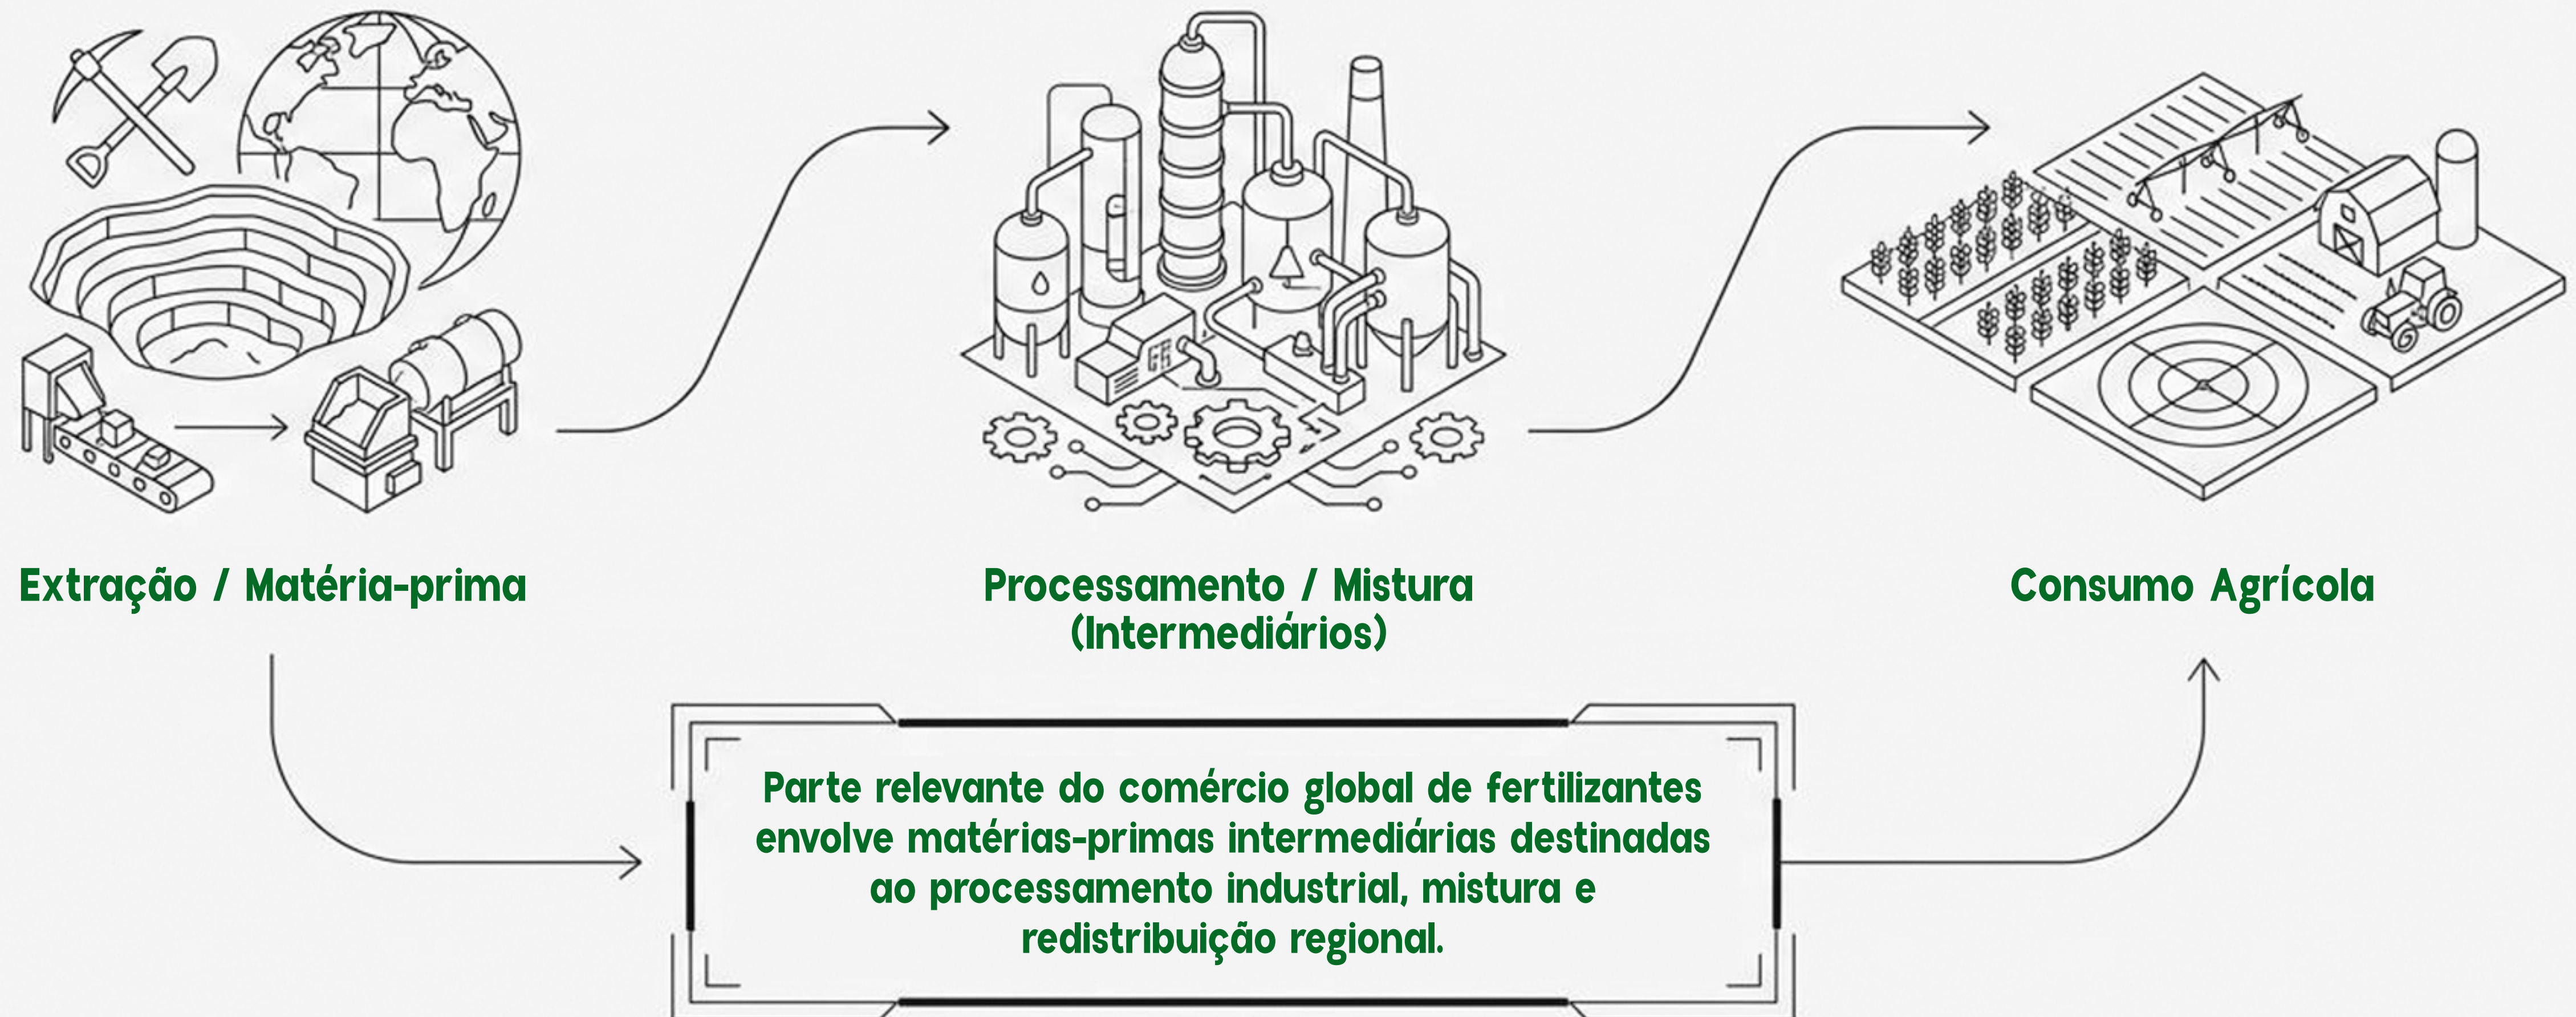 Extração / Matéria-prima
Processamento / Mistura
(Intermediários)
Consumo Agrícola
Parte relevante do comércio global de fertilizantes
envolve matérias-primas intermediárias destinadas
ao processamento industrial, mistura e
redistribuição regional.